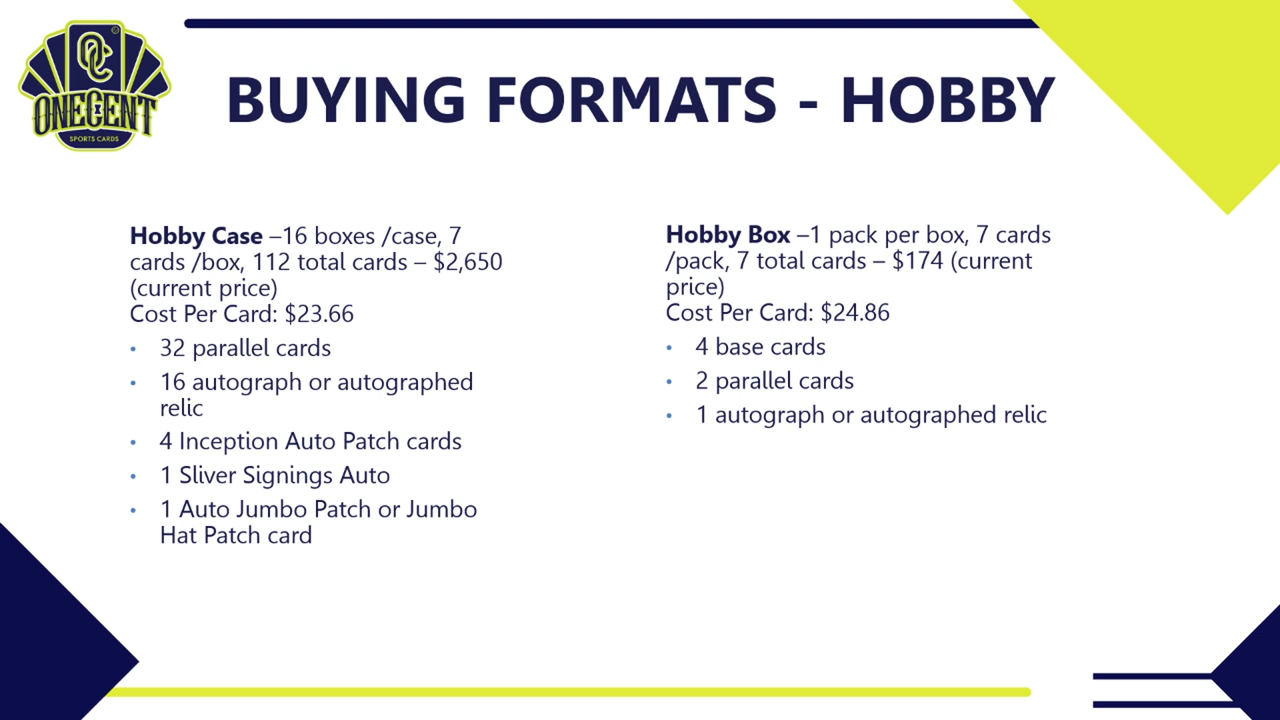 OC
ONECENT
SPORTS CARDS
BUYING FORMATS - HOBBY
Hobby Case –16 boxes /case, 7
cards /box, 112 total cards – $2,650
(current price)
Cost Per Card: $23.66
• 32 parallel cards
• 16 autograph or autographed
relic
• 4 Inception Auto Patch cards
• 1 Sliver Signings Auto
• 1 Auto Jumbo Patch or Jumbo
Hat Patch card
Hobby Box –1 pack per box, 7 cards
/pack, 7 total cards – $174 (current
price)
Cost Per Card: $24.86
• 4 base cards
• 2 parallel cards
• 1 autograph or autographed relic